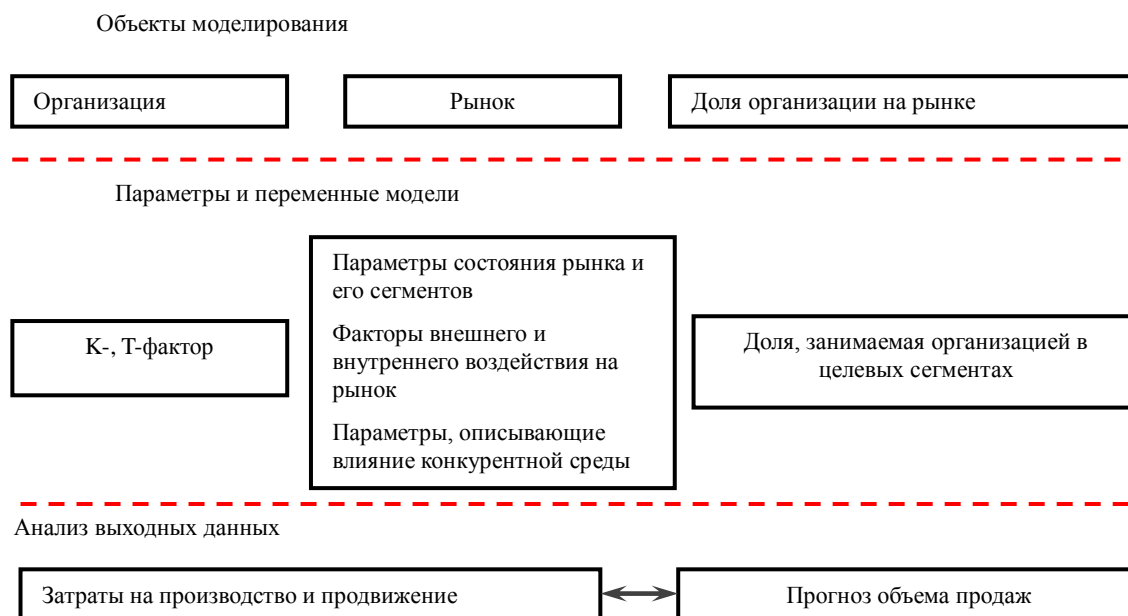 Объекты моделирования
Организация
Рынок
Доля организации на рынке
Параметры и переменные модели
К-, Т-фактор
Параметры состояния рынка и
его сегментов
Факторы внешнего и
внутреннего воздействия на
рынок
Параметры, описывающие
влияние конкурентной среды
Доля, занимаемая организацией в
целевых сегментах
Анализ выходных данных
Затраты на производство и продвижение
Прогноз объема продаж